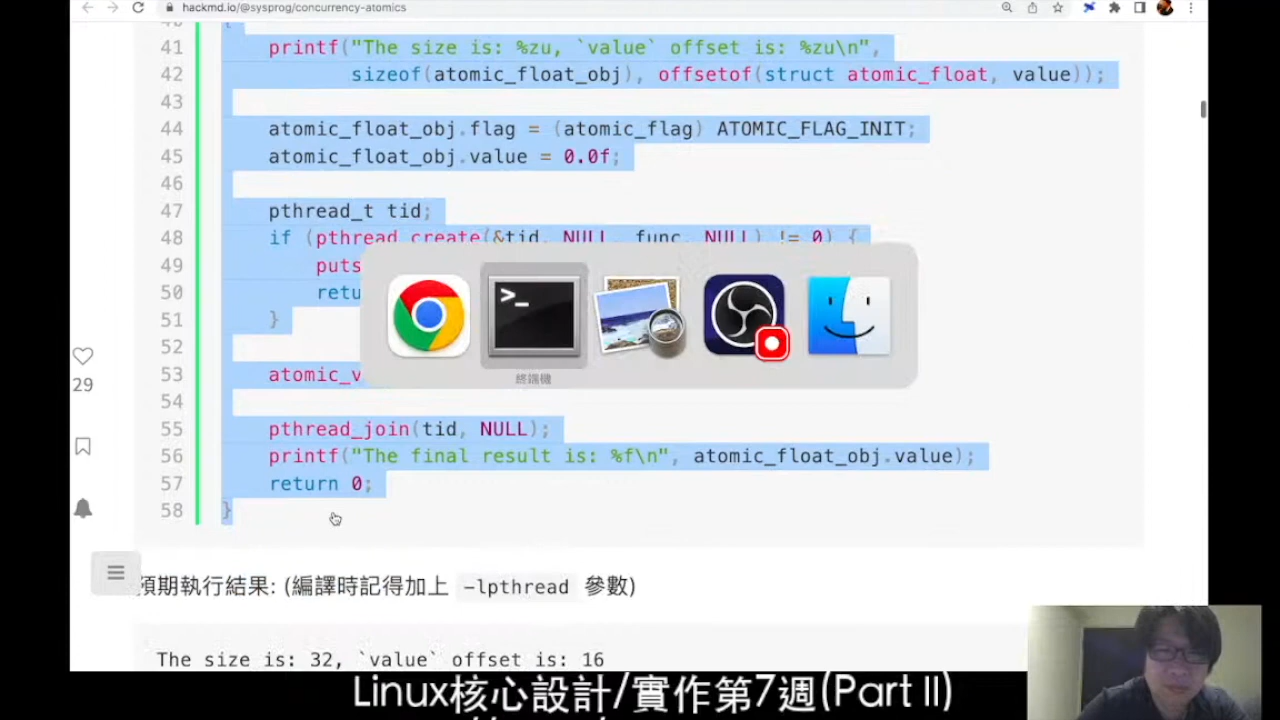 hackmd.io/@sysprog/concurrency-atomics
41 printf("The size is: %zu, `value` offset is: %zu\n",
42 sizeof(atomic_float_obj), offsetof(struct atomic_float, value));
43
44 atomic_float_obj.flag = (atomic_flag) ATOMIC_FLAG_INIT;
45 atomic_float_obj.value = 0.0f;
46
47 pthread_t tid;
48 if (pthread_create(&tid, NULL, func, NULL) != 0) {
49 puts
50 retu
51 }
52
53 atomic_v
終端機
54
55 pthread_join(tid, NULL);
56 printf("The final result is: %f\n", atomic_float_obj.value);
57 return 0;
58 }
29
預期執行結果: (編譯時記得加上 -lpthread 參數)
The size is: 32, `value` offset is: 16
Linux核心設計/實作第7週(Part II)